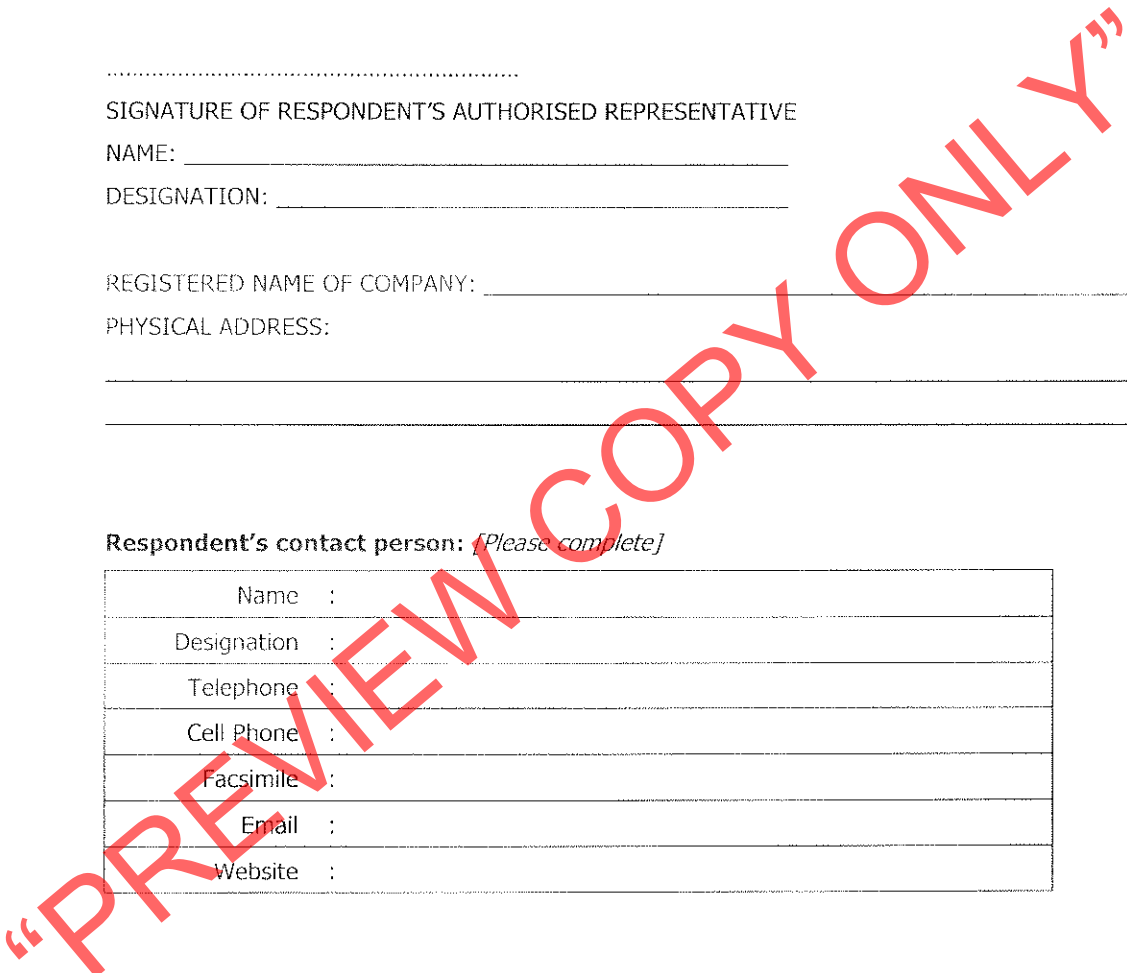 SIGNATURE OF RESPONDENT'S AUTHORISED REPRESENTATIVE
NAME:
DESIGNATION:
REGISTERED NAME OF COMPANY:
PHYSICAL ADDRESS:
Respondent's contact person: [Please complete]
Name :
Designation :
Telephone :
Cell Phone :
Facsimile :
Email :
Website :
“PREVIEW COPY ONLY”